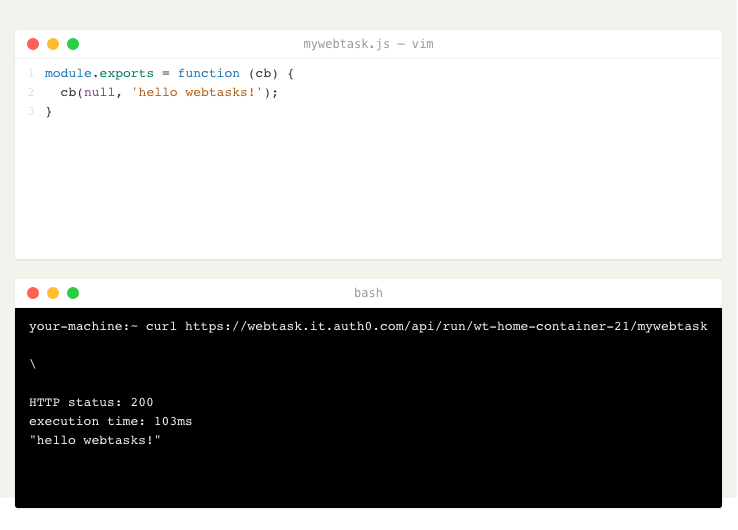 mywebtask.js — vim
1 module.exports = function (cb) {
2   cb(null, 'hello webtasks!');
3 }
bash
your-machine:~ curl https://webtask.it.auth0.com/api/run/wt-home-container-21/mywebtask
\
HTTP status: 200
execution time: 103ms
"hello webtasks!"